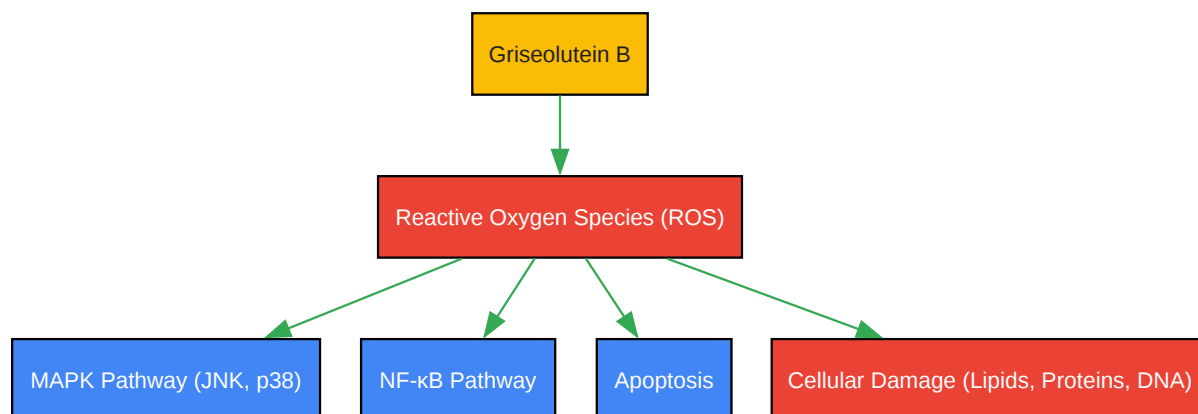 Griseolutein B
Reactive Oxygen Species (ROS)
MAPK Pathway (JNK, p38)
NF-κB Pathway
Apoptosis
Cellular Damage (Lipids, Proteins, DNA)